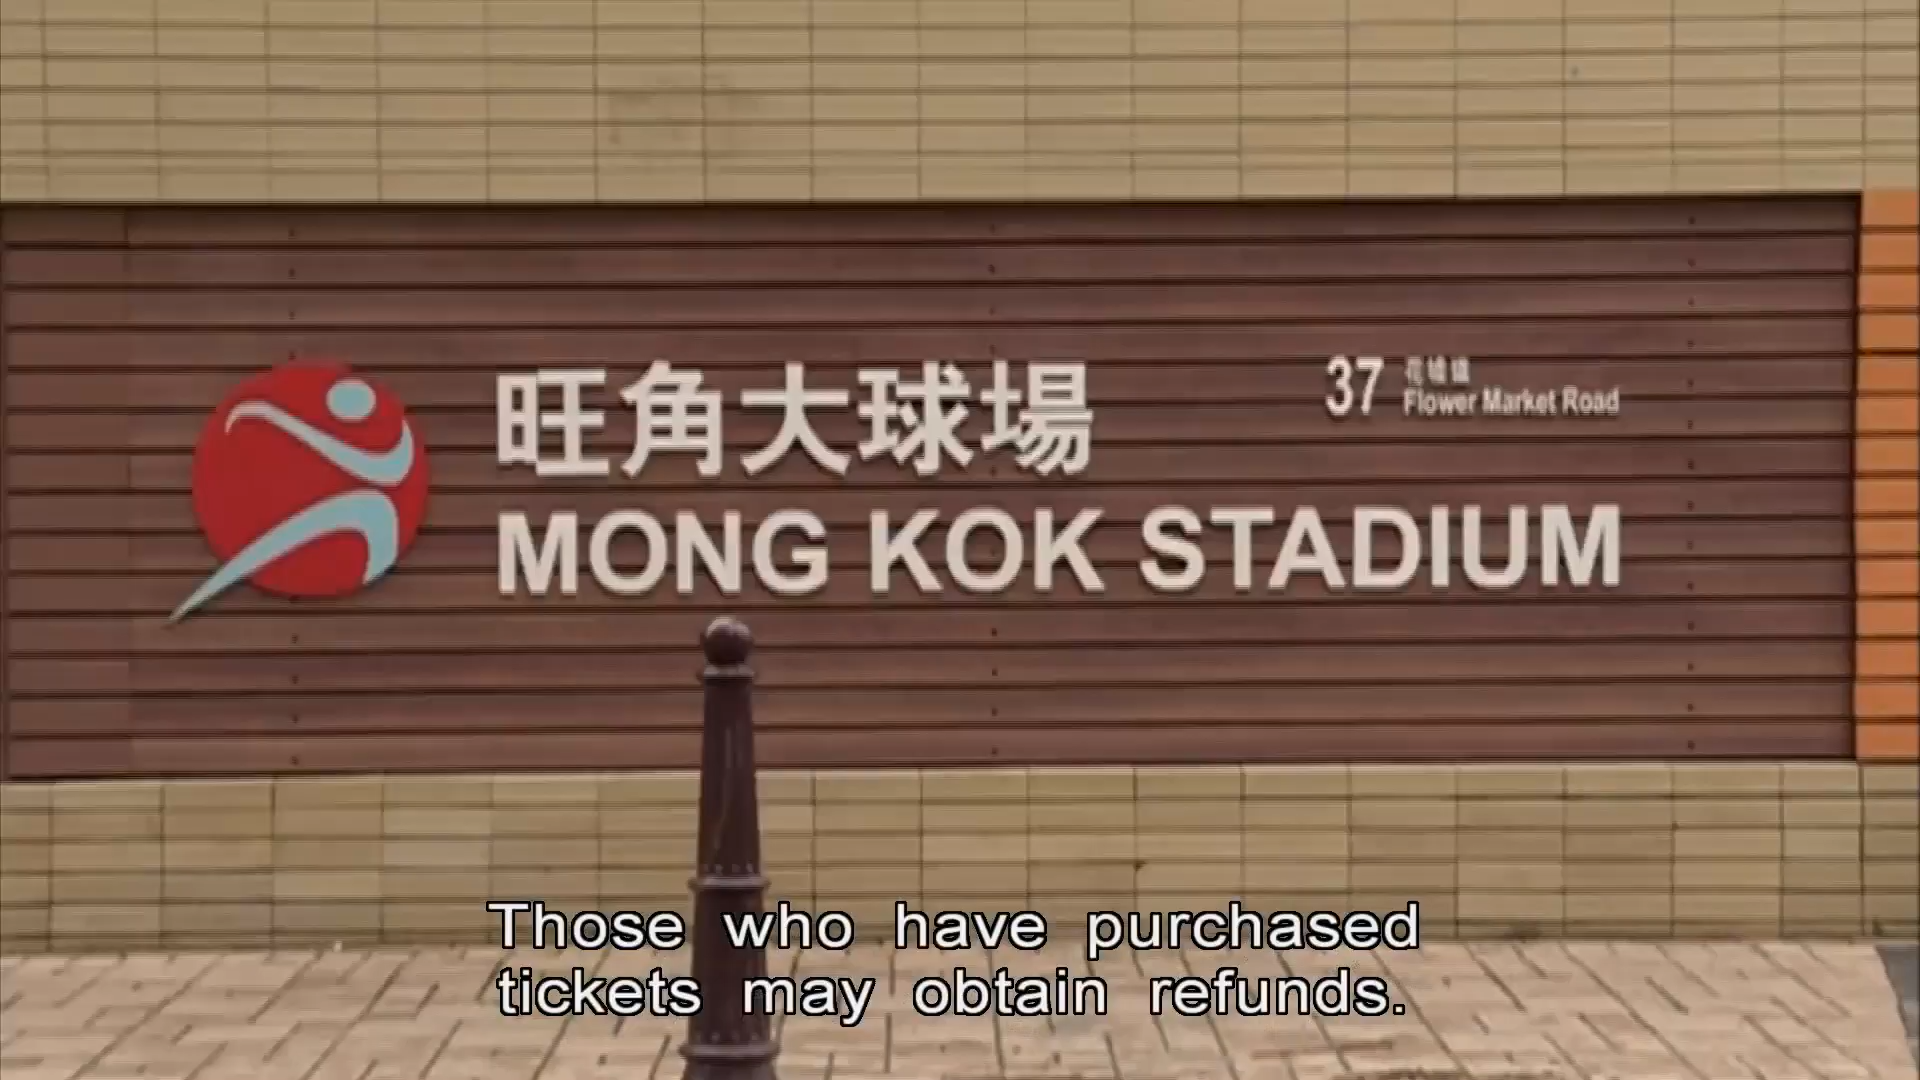 旺角大球場
37
Flower Market Road
MONG KOK STADIUM
Those who have purchased
tickets may obtain refunds.